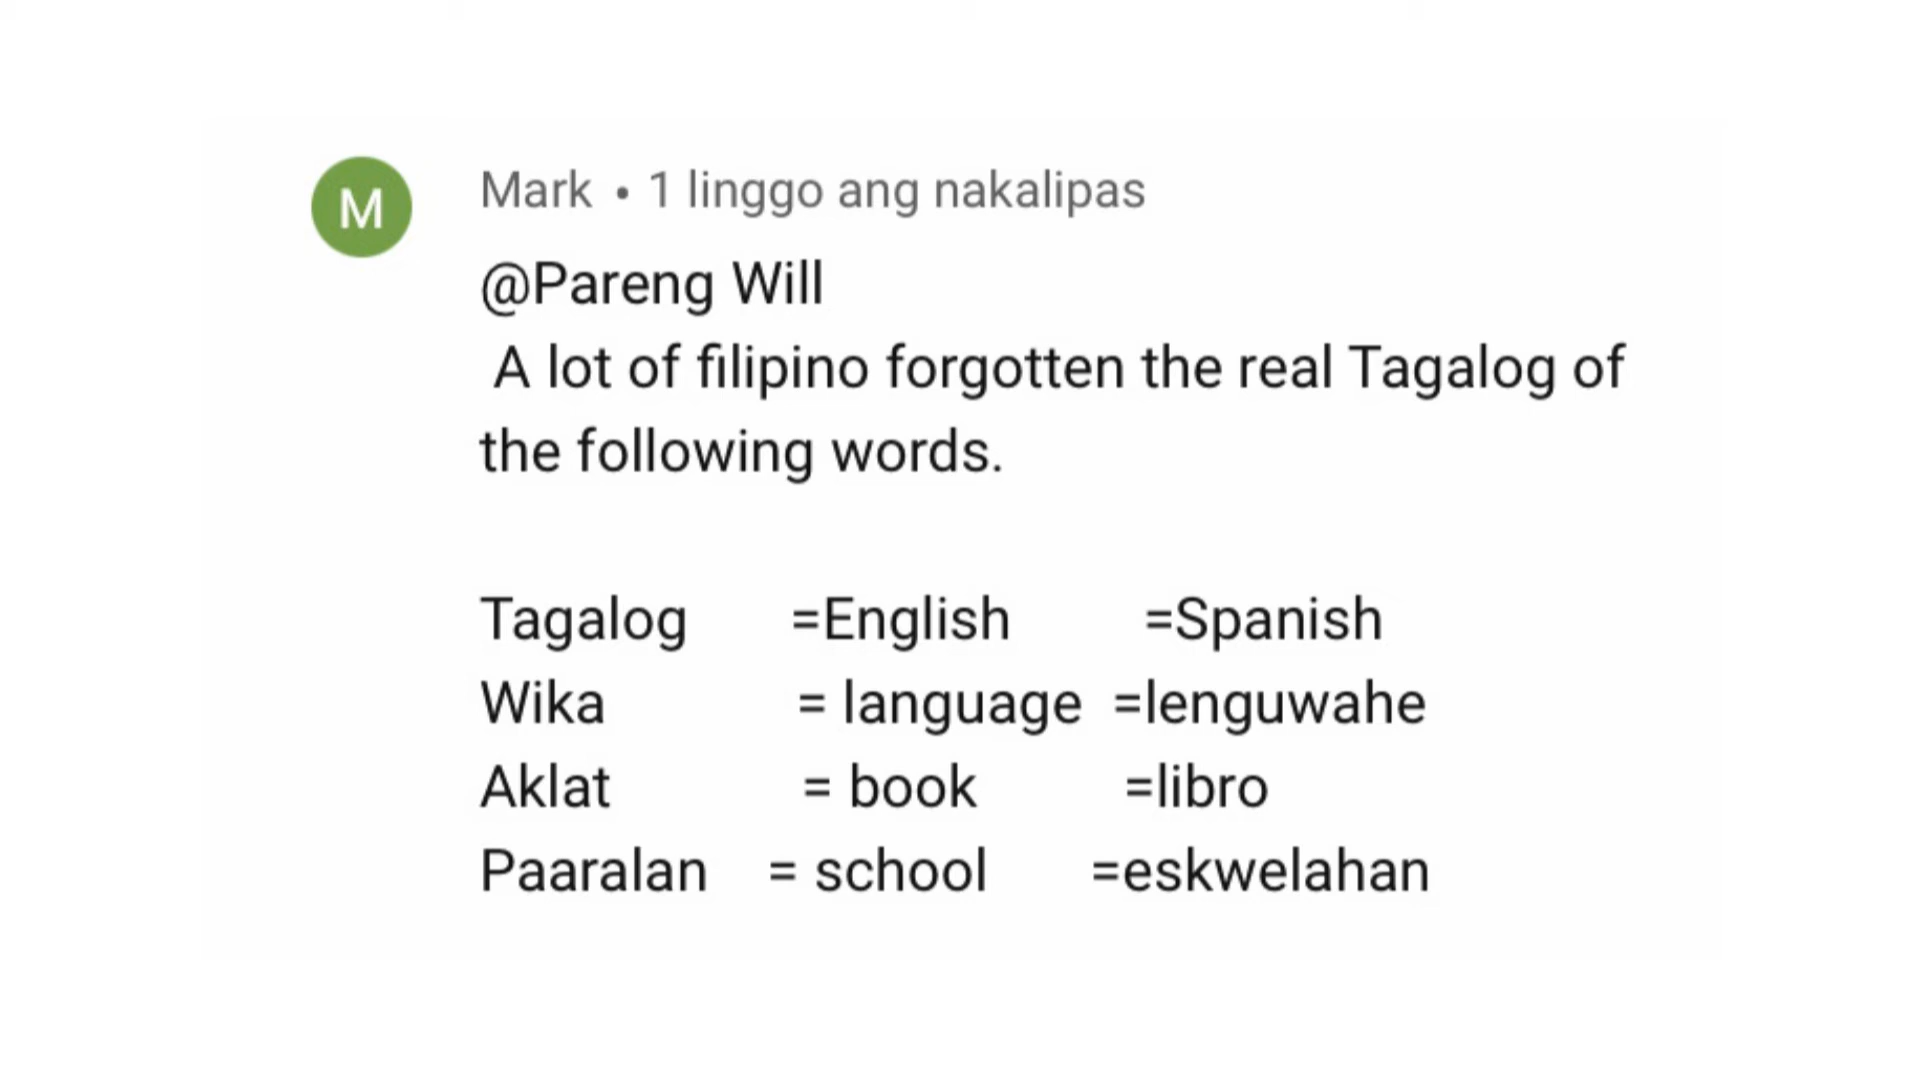 M
Mark • 1 linggo ang nakalipas
@Pareng Will
A lot of filipino forgotten the real Tagalog of
the following words.
Tagalog =English =Spanish
Wika = language =lenguwahe
Aklat = book =libro
Paaralan = school =eskwelahan